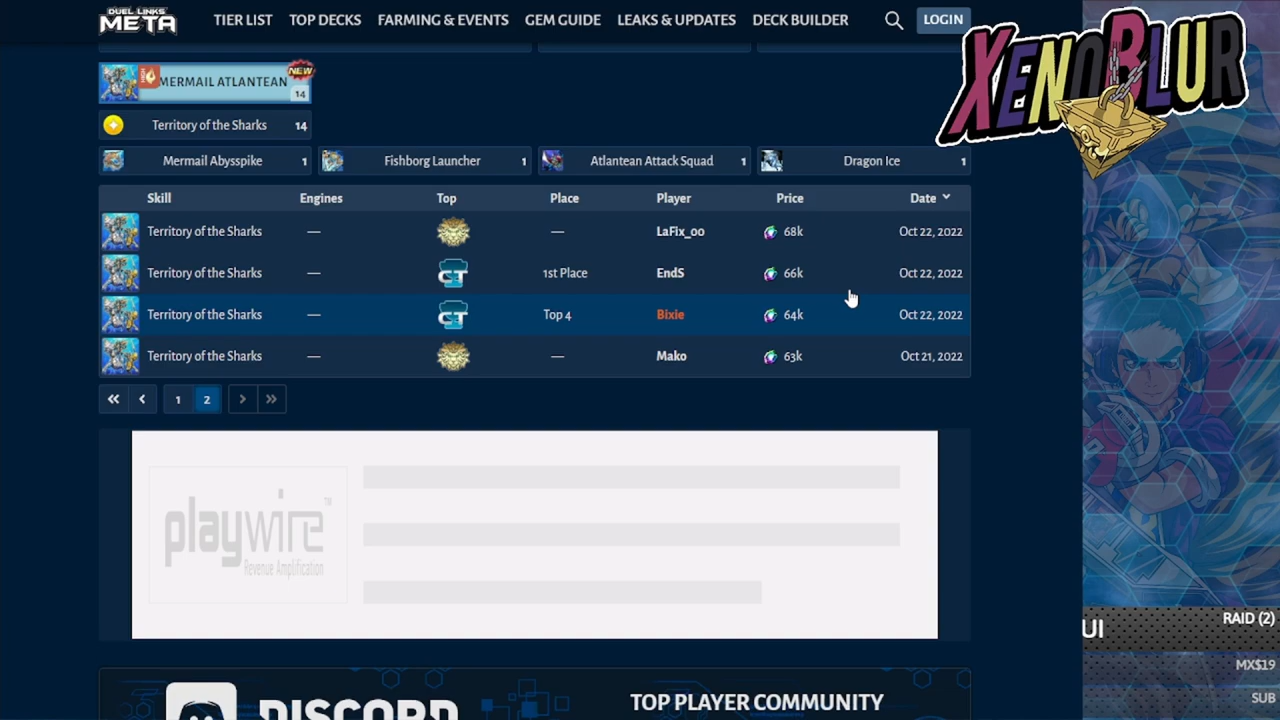 DUEL LINKS
META
TIER LIST TOP DECKS FARMING & EVENTS GEM GUIDE LEAKS & UPDATES DECK BUILDER LOGIN
XENOBLUR
HIGH MERMAIL ATLANTEAN NEW
14
Territory of the Sharks 14
Mermail Abysspike 1 Fishborg Launcher 1 Atlantean Attack Squad 1 Dragon Ice 1
Skill Engines Top Place Player Price Date
Territory of the Sharks — — LaFix_oo 68k Oct 22, 2022
Territory of the Sharks — CT 1st Place EndS 66k Oct 22, 2022
Territory of the Sharks — CT Top 4 Bixie 64k Oct 22, 2022
Territory of the Sharks — — Mako 63k Oct 21, 2022
« ‹ 1 2 › »
playwire™
Revenue Amplification
RAID (2)
UI
MX$19
SUB
DISCORD
TOP PLAYER COMMUNITY